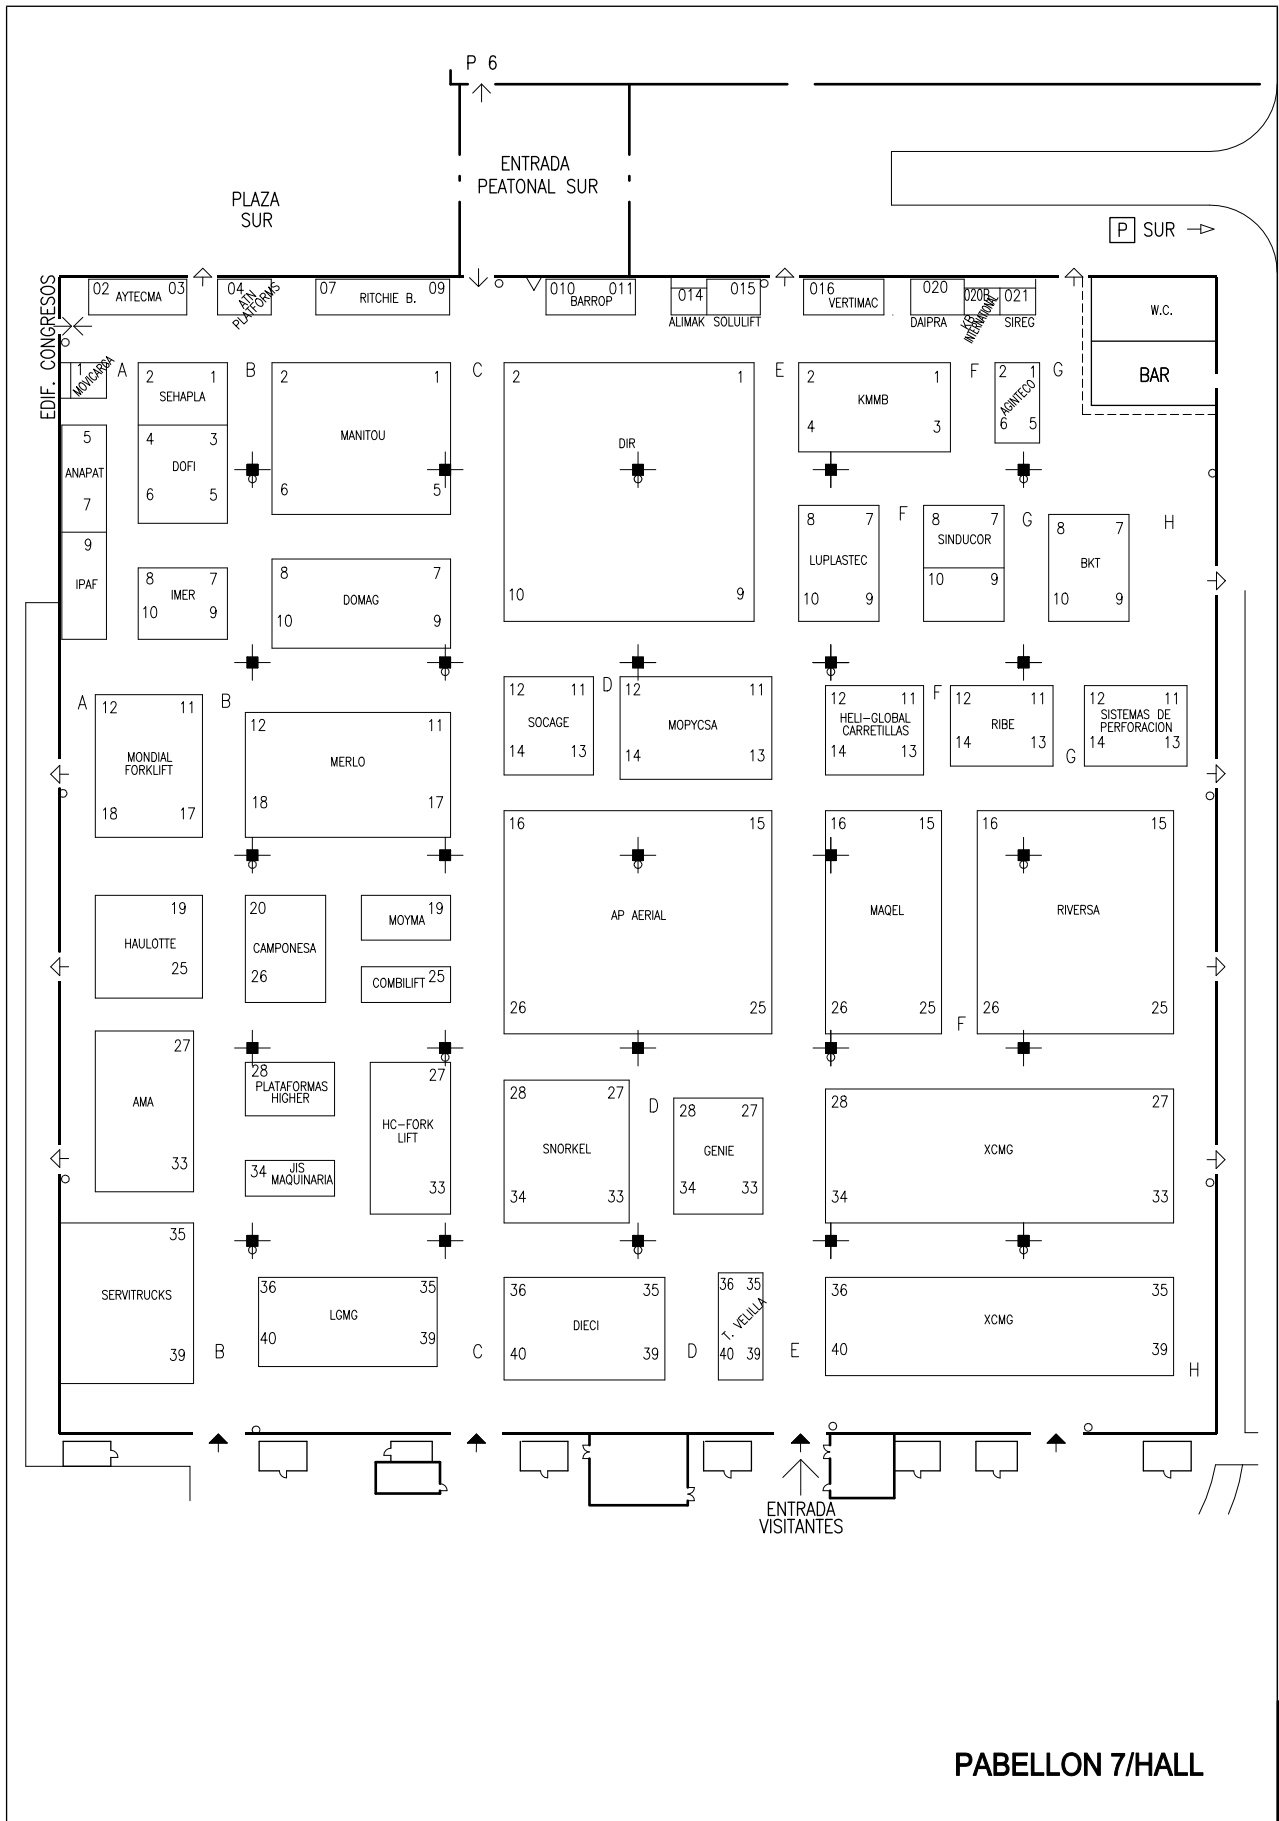 P 6
ENTRADA
PEATONAL SUR
PLAZA
SUR
P SUR
EDIF. CONGRESOS
02 AYTECMA 03
04 ATN
PLATFORMS
07 RITCHIE B. 09
010 BARROP 011
014 ALIMAK
015 SOLULIFT
016 VERTIMAC
020 DAIPRA
020B KB
INTERNATIONAL
021 SIREG
W.C.
BAR
1 MOVICARGA
A
2 1
SEHAPLA
B
2 1
MANITOU
6 5
C
2 1
DIR
10 9
E
2 1
KMMB
4 3
F
2 1
AGINTECO
6 5
G
5
ANAPAT
7
4 3
DOFI
6 5
9
IPAF
8 7
IMER
10 9
8 7
DOMAG
10 9
8 7
LUPLASTEC
10 9
F
8 7
SINDUCOR
10 9
G
8 7
BKT
10 9
H
A
12 11
MONDIAL
FORKLIFT
18 17
B
12 11
MERLO
18 17
12 11
SOCAGE
14 13
D
12 11
MOPYCSA
14 13
12 11
HELI-GLOBAL
CARRETILLAS
14 13
F
12 11
RIBE
14 13
G
12 11
SISTEMAS DE
PERFORACION
14 13
16 15
AP AERIAL
26 25
16 15
MAQEL
26 25
F
16 15
RIVERSA
26 25
19
HAULOTTE
25
20
CAMPONESA
26
MOYMA 19
COMBILIFT 25
27
AMA
33
28
PLATAFORMAS
HIGHER
34 JIS
MAQUINARIA
27
HC-FORK
LIFT
33
28 27
SNORKEL
34 33
D
28 27
GENIE
34 33
28 27
XCMG
34 33
35
SERVITRUCKS
39
B
36 35
LGMG
40 39
C
36 35
DIECI
40 39
D
36 35
T. VELILLA
40 39
E
36 35
XCMG
40 39
H
ENTRADA
VISITANTES
PABELLON 7/HALL